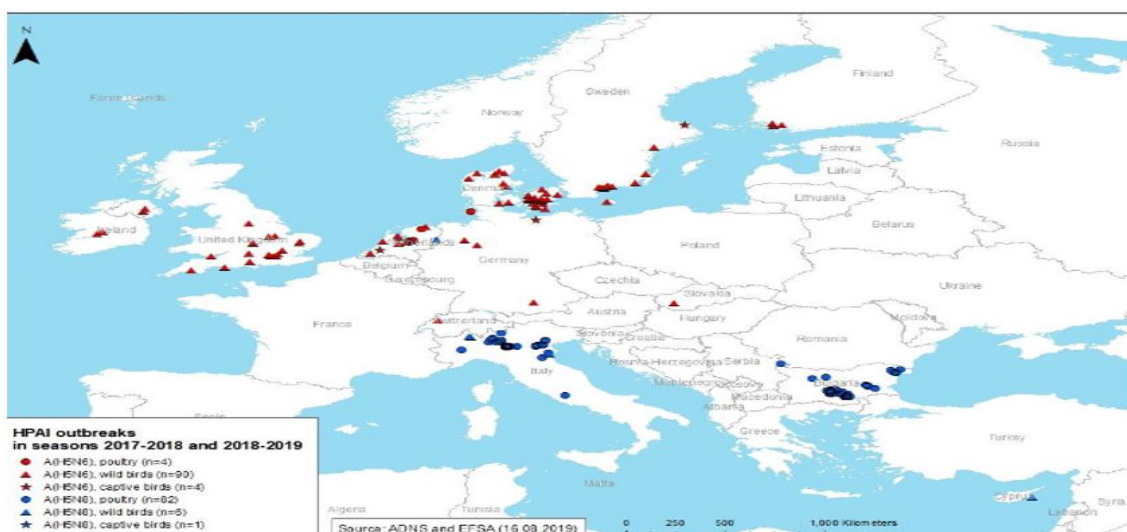 N
Finland
Sweden
Norway
Faroe Islands
Russia
Estonia
Latvia
Denmark
Lithuania
Belarus
Ireland
United Kingdom
Netherlands
Poland
Germany
Belgium
Luxembourg
Czechia
Ukraine
Slovakia
France
Austria
Switzerland
Hungary
Moldova
Slovenia
Croatia
Romania
Bosnia-Herzegovina
Serbia
Italy
Montenegro
Kosovo
Bulgaria
Macedonia
Albania
Spain
Greece
Turkey
HPAI outbreaks
in seasons 2017-2018 and 2018-2019
A(H5N6), poultry (n=4)
A(H5N6), wild birds (n=90)
A(H5N6), captive birds (n=4)
A(H5N8), poultry (n=82)
A(H5N8), wild birds (n=6)
A(H5N8), captive birds (n=1)
Malta
Cyprus
Syria
Lebanon
Algeria
Tunisia
Source: ADNS and EFSA (16.08.2019)
0 250 500 1,000 Kilometers